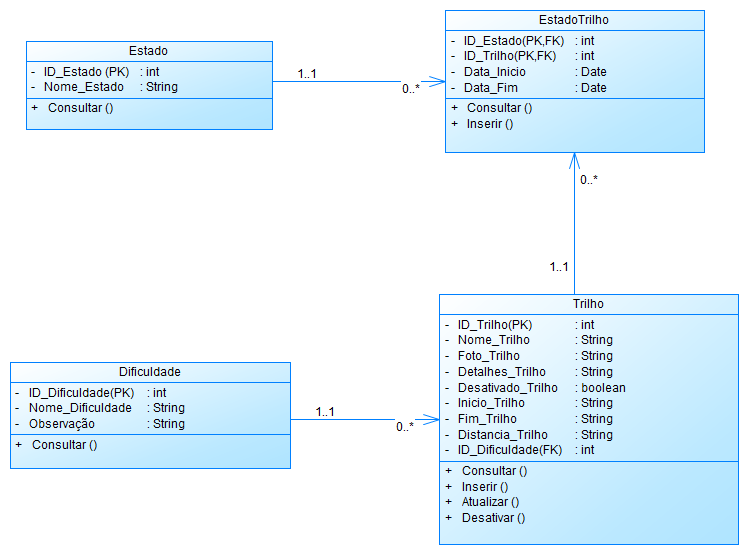 Estado
- ID_Estado (PK) : int
- Nome_Estado : String
+ Consultar ()
1..1
0..*
EstadoTrilho
- ID_Estado(PK,FK) : int
- ID_Trilho(PK,FK) : int
- Data_Inicio : Date
- Data_Fim : Date
+ Consultar ()
+ Inserir ()
0..*
1..1
Dificuldade
- ID_Dificuldade(PK) : int
- Nome_Dificuldade : String
- Observação : String
+ Consultar ()
1..1
0..*
Trilho
- ID_Trilho(PK) : int
- Nome_Trilho : String
- Foto_Trilho : String
- Detalhes_Trilho : String
- Desativado_Trilho : boolean
- Inicio_Trilho : String
- Fim_Trilho : String
- Distancia_Trilho : String
- ID_Dificuldade(FK) : int
+ Consultar ()
+ Inserir ()
+ Atualizar ()
+ Desativar ()